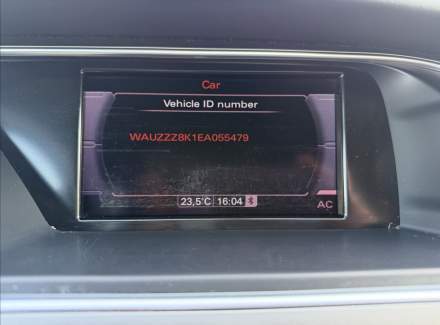 Car
Vehicle ID number
WAUZZZ8K1EA055479
23,5°C 16:04
AC